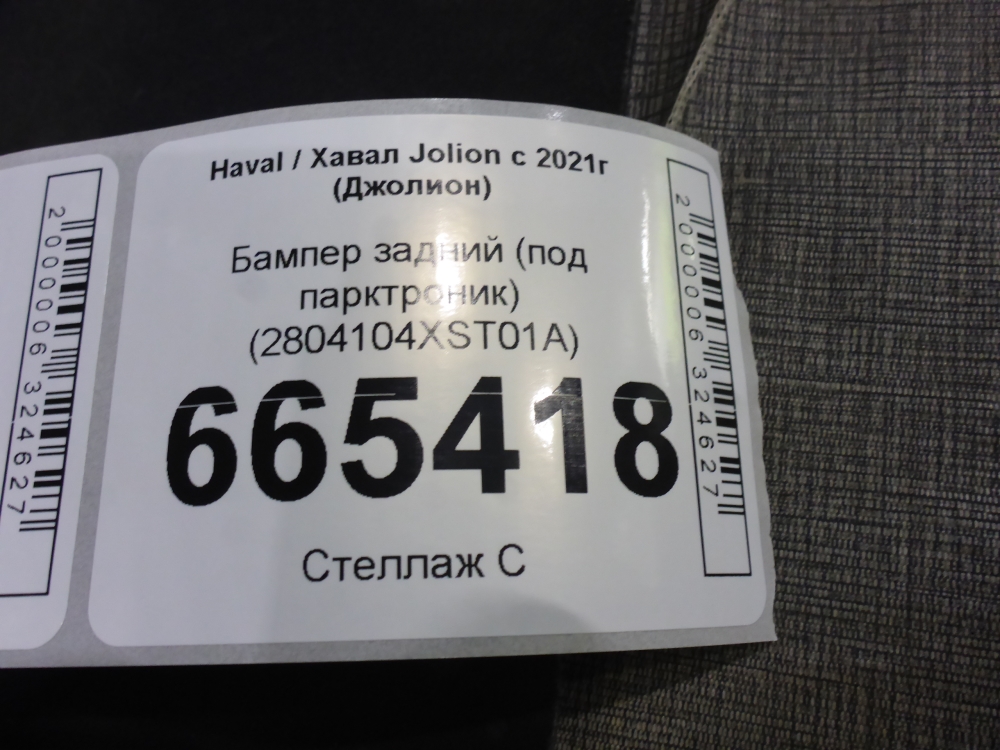 Haval / Хавал Jolion с 2021г
(Джолион)
Бампер задний (под
парктроник)
(2804104XST01A)
665418
Стеллаж С
2000006324627
2000006324627